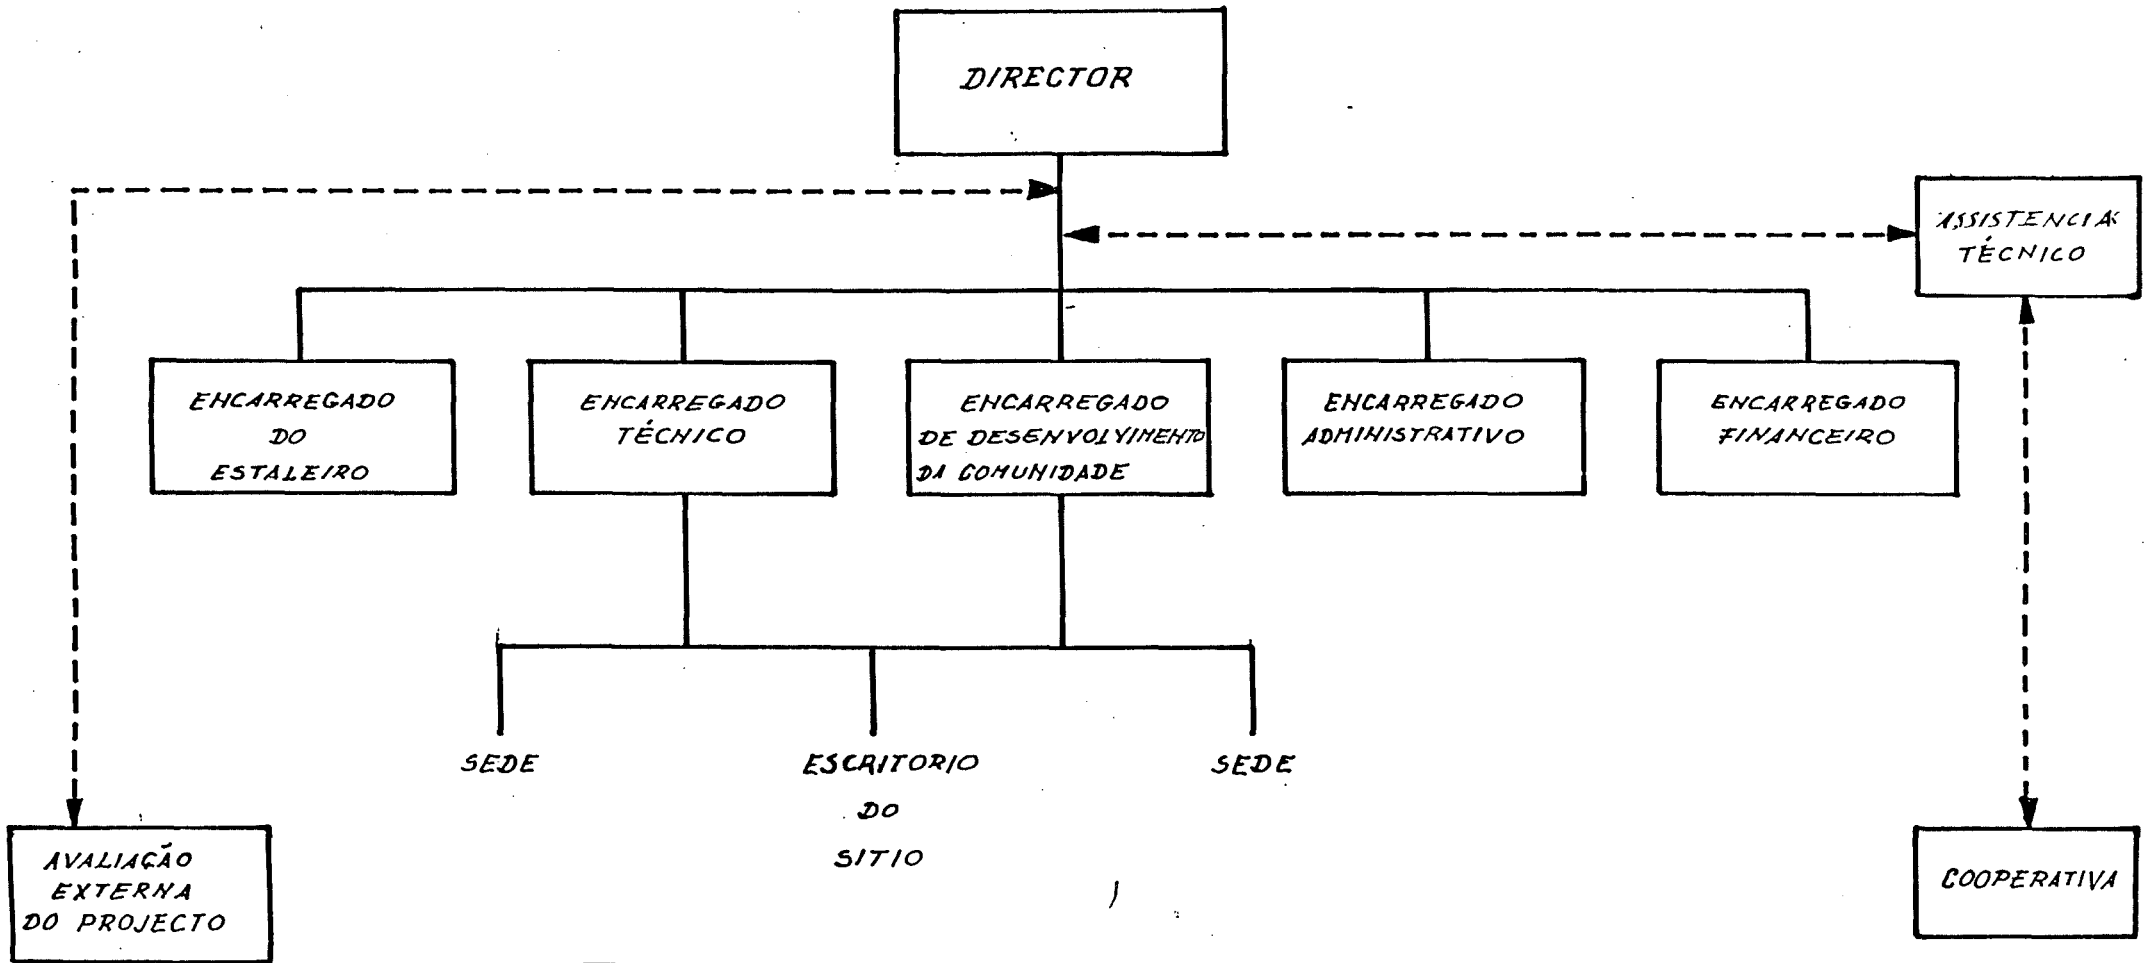 DIRECTOR
ASSISTENCIA
TÉCNICO
ENCARREGADO
DO
ESTALEIRO
ENCARREGADO
TÉCNICO
ENCARREGADO
DE DESENVOLVIMENTO
DA COMUNIDADE
ENCARREGADO
ADMINISTRATIVO
ENCARREGADO
FINANCEIRO
SEDE
ESCRITORIO
DO
SITIO
SEDE
AVALIAÇÃO
EXTERNA
DO PROJECTO
COOPERATIVA